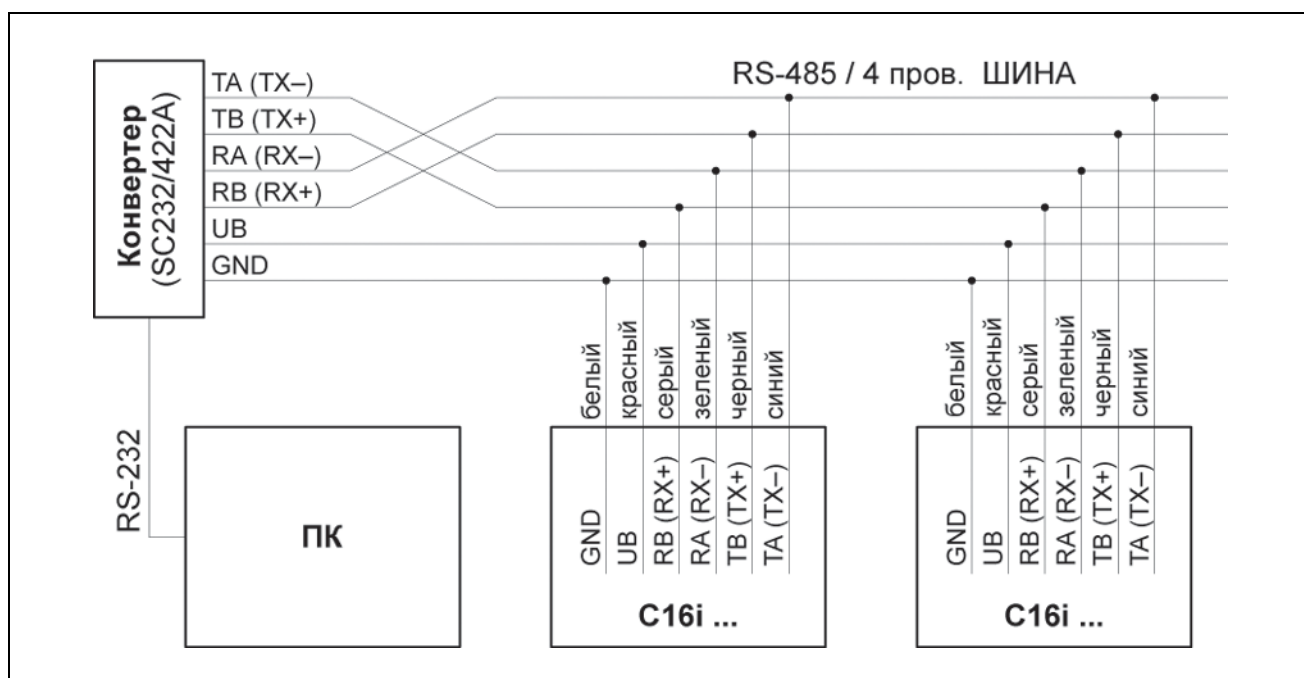 RS-485 / 4 пров. ШИНА
Конвертер
(SC232/422A)
TA (TX–)
TB (TX+)
RA (RX–)
RB (RX+)
UB
GND
RS-232
ПК
белый
красный
серый
зеленый
черный
синий
GND
UB
RB (RX+)
RA (RX–)
TB (TX+)
TA (TX–)
C16i ...
белый
красный
серый
зеленый
черный
синий
GND
UB
RB (RX+)
RA (RX–)
TB (TX+)
TA (TX–)
C16i ...